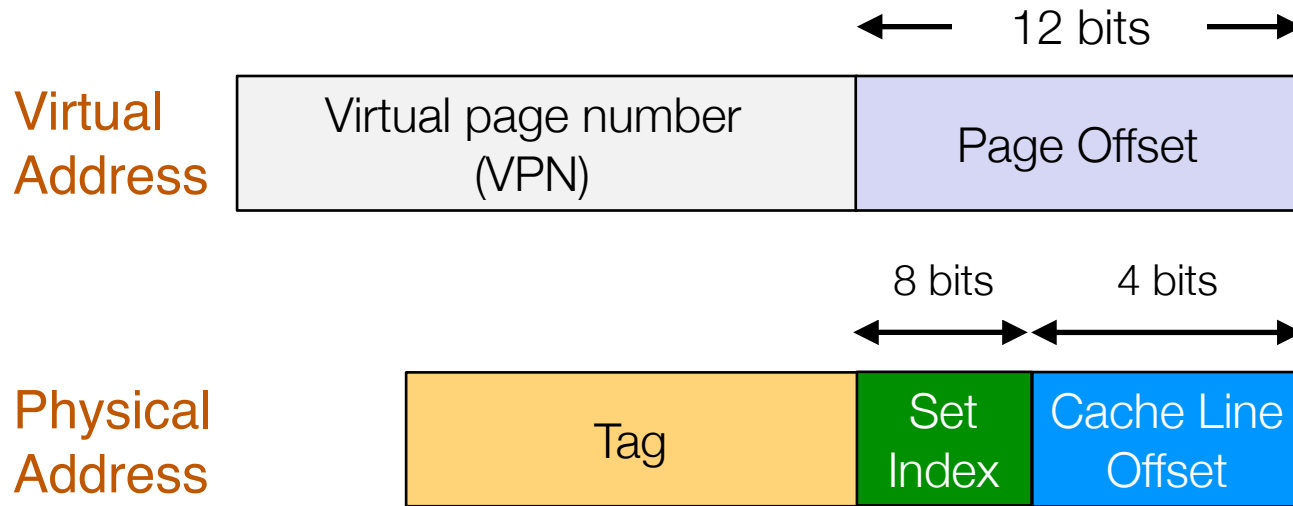 12 bits
Virtual
Address
Virtual page number
(VPN)
Page Offset
8 bits
4 bits
Physical
Address
Tag
Set
Index
Cache Line
Offset